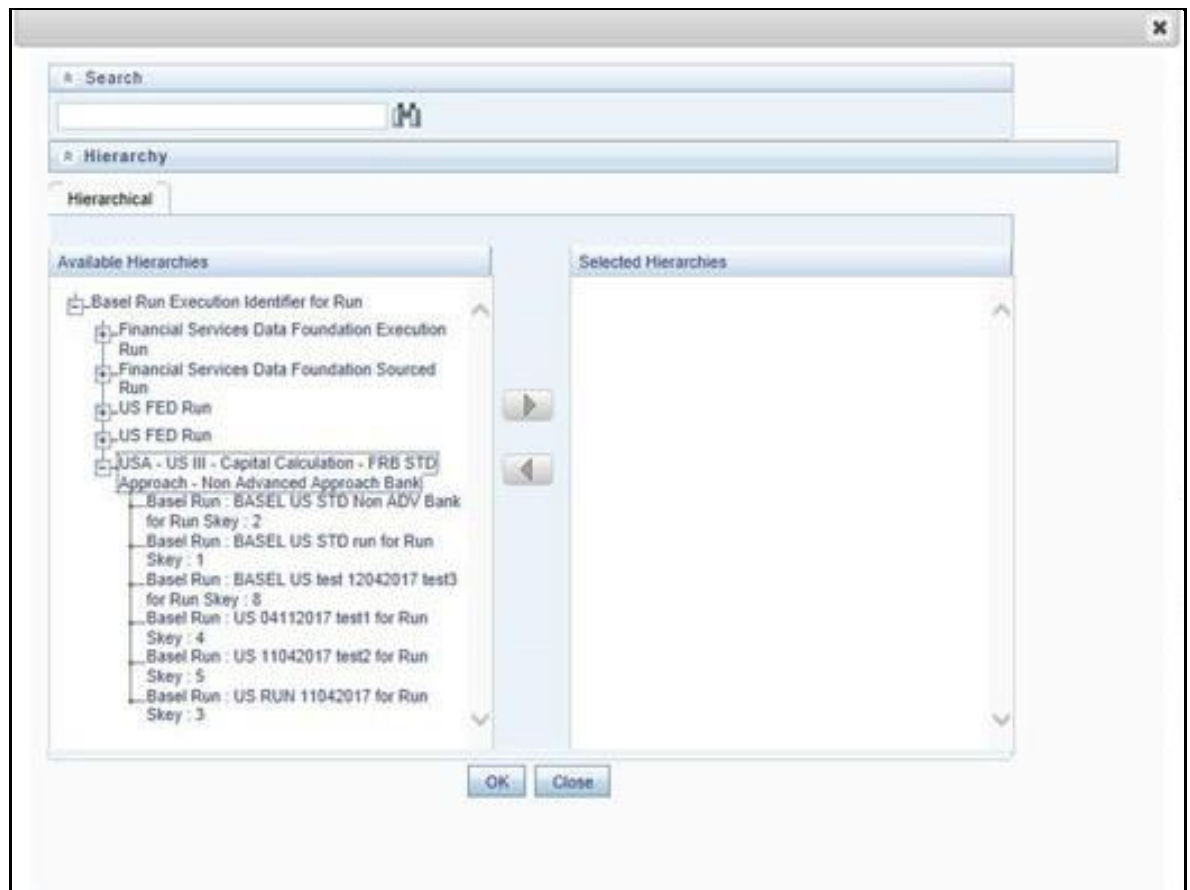 Search
Hierarchy
Hierarchical
Available Hierarchies
Basel Run Execution Identifier for Run
Financial Services Data Foundation Execution
Run
Financial Services Data Foundation Sourced
Run
US FED Run
US FED Run
USA - US III - Capital Calculation - FRB STD
Approach - Non Advanced Approach Bank
Basel Run : BASEL US STD Non ADV Bank
for Run Skey : 2
Basel Run : BASEL US STD run for Run
Skey : 1
Basel Run : BASEL US test 12042017 test3
for Run Skey : 8
Basel Run : US 04112017 test1 for Run
Skey : 4
Basel Run : US 11042017 test2 for Run
Skey : 5
Basel Run : US RUN 11042017 for Run
Skey : 3
Selected Hierarchies
OK
Close